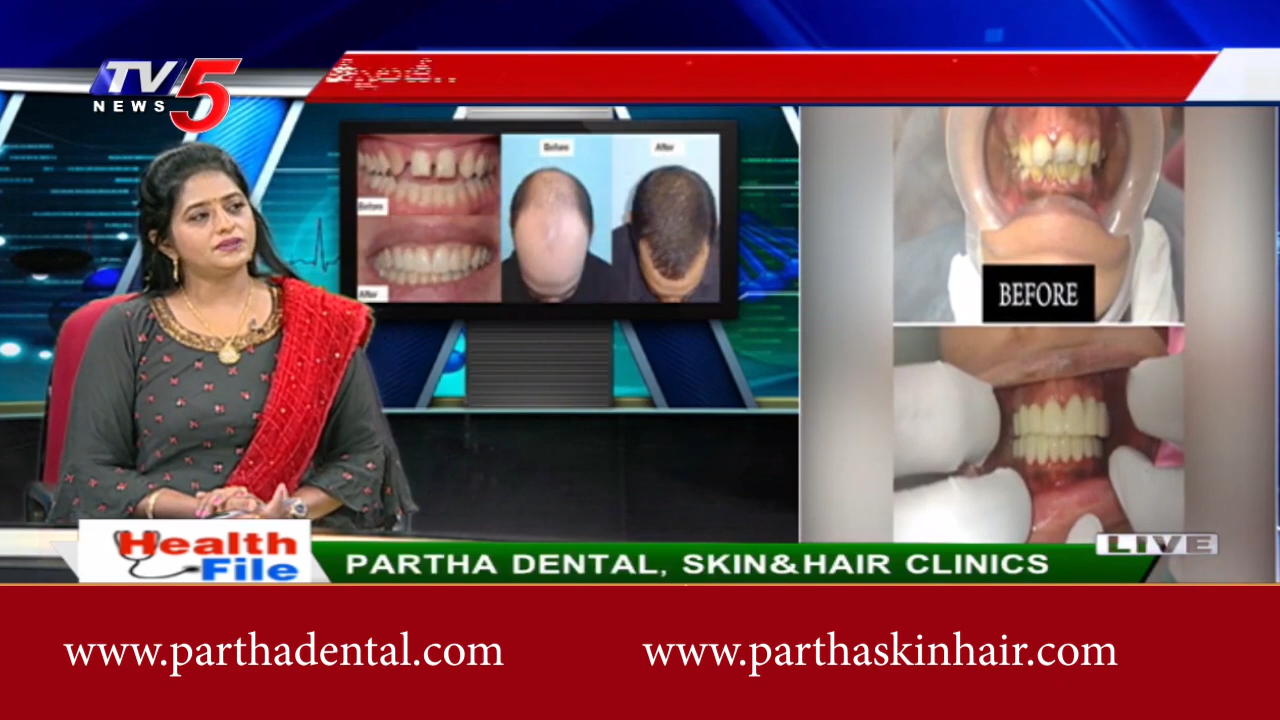 TV5
NEWS
Before
After
Before
After
BEFORE
LIVE
Health
File
PARTHA DENTAL, SKIN&HAIR CLINICS
www.parthadental.com
www.parthaskinhair.com